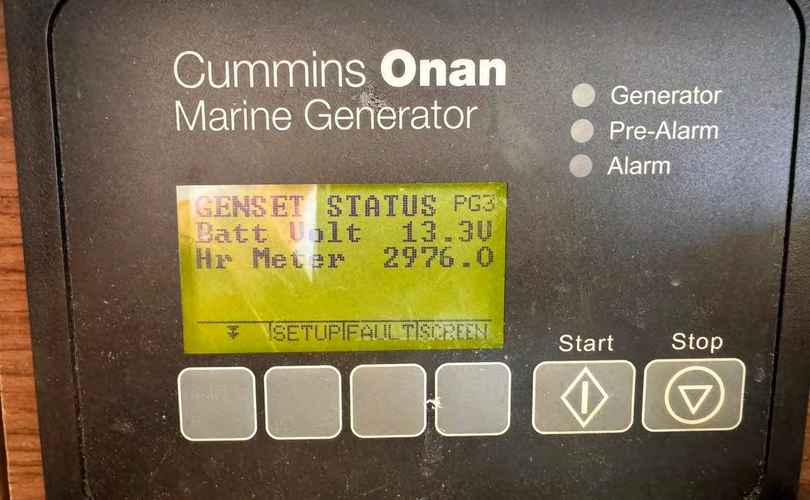 Cummins Onan
Marine Generator
Generator
Pre-Alarm
Alarm
GENSET STATUS PG3
Batt Volt 13.3V
Hr Meter 2976.0
SETUP|FAULT|SCREEN
Start
Stop